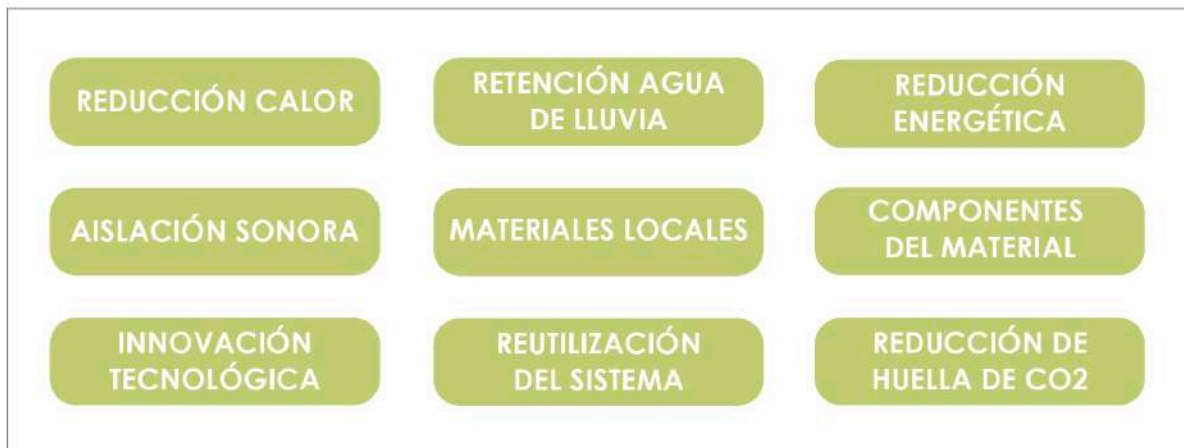 REDUCCIÓN CALOR
RETENCIÓN AGUA
DE LLUVIA
REDUCCIÓN
ENERGÉTICA
AISLACIÓN SONORA
MATERIALES LOCALES
COMPONENTES
DEL MATERIAL
INNOVACIÓN
TECNOLÓGICA
REUTILIZACIÓN
DEL SISTEMA
REDUCCIÓN DE
HUELLA DE CO2